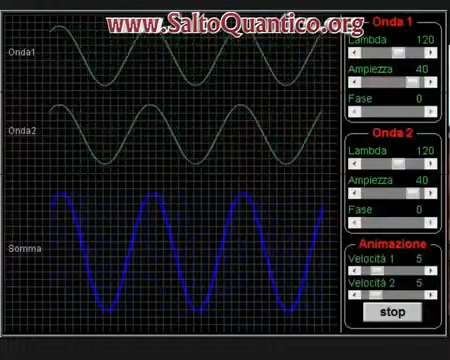 www.SaltoQuantico.org
Onda1
Onda2
Somma
Onda 1
Lambda 120
Ampiezza 40
Fase 0
Onda 2
Lambda 120
Ampiezza 40
Fase 0
Animazione
Velocità 1 5
Velocità 2 5
stop